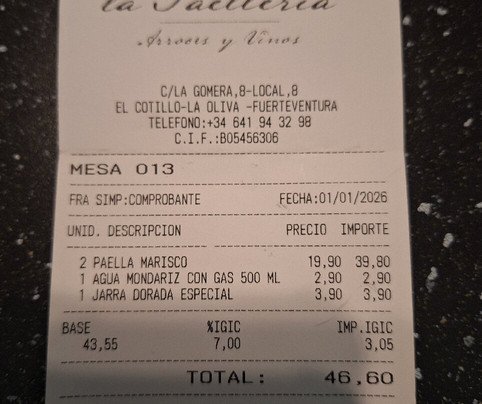 la Paelleria
Arroces y Vinos
C/LA GOMERA,8-LOCAL,8
EL COTILLO-LA OLIVA -FUERTEVENTURA
TELEFONO:+34 641 94 32 98
C.I.F.:B05456306
MESA 013
FRA SIMP:COMPROBANTE FECHA:01/01/2026
UNID. DESCRIPCION PRECIO IMPORTE
2 PAELLA MARISCO 19,90 39,80
1 AGUA MONDARIZ CON GAS 500 ML 2,90 2,90
1 JARRA DORADA ESPECIAL 3,90 3,90
BASE %IGIC IMP.IGIC
43,55 7,00 3,05
TOTAL: 46,60